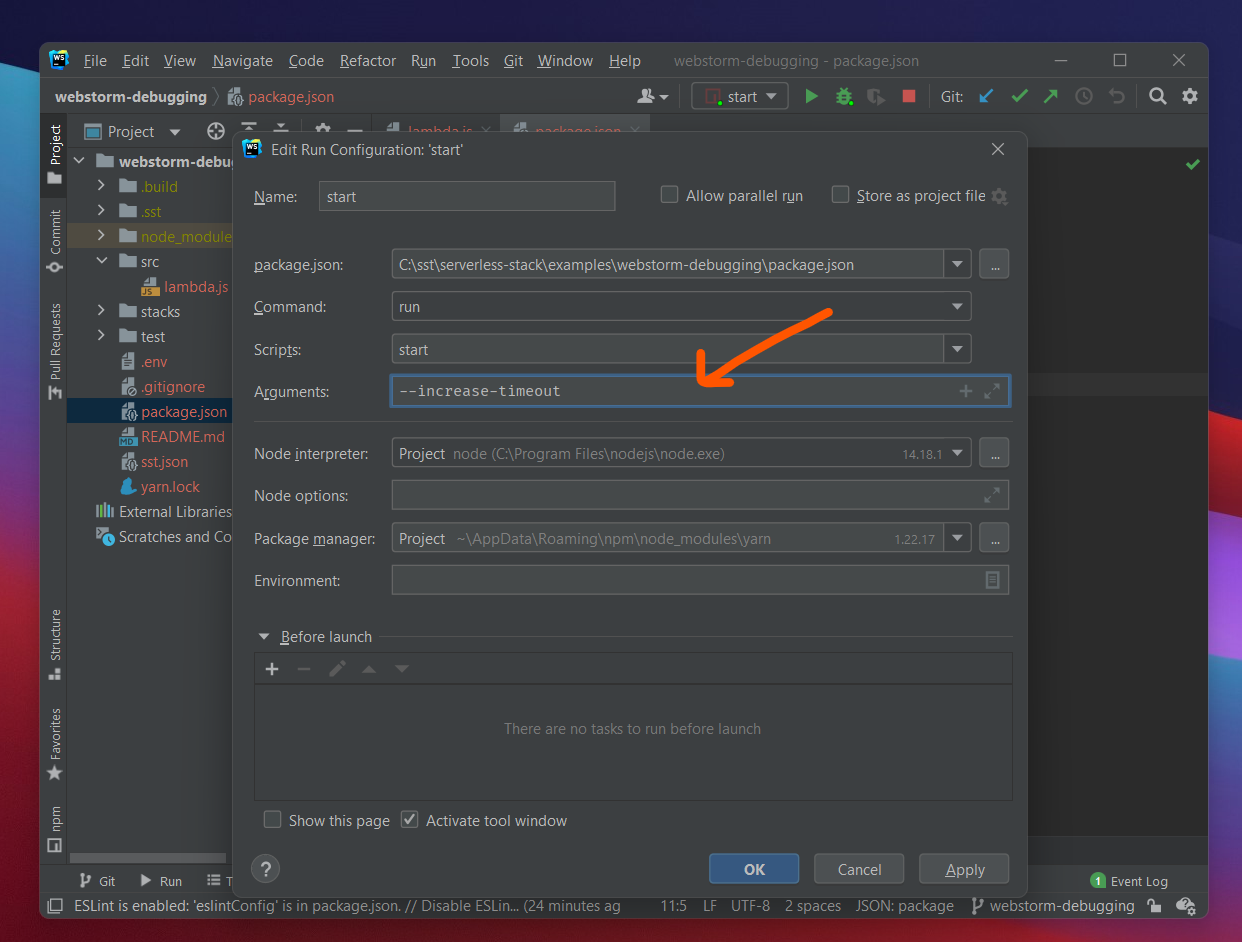 WS File Edit View Navigate Code Refactor Run Tools Git Window Help webstorm-debugging - package.json
webstorm-debugging package.json start Git:
Project lambda.js package.json
WS Edit Run Configuration: 'start'
Name: start Allow parallel run Store as project file
package.json: C:\sst\serverless-stack\examples\webstorm-debugging\package.json ...
Command: run
Scripts: start
Arguments: --increase-timeout
Node interpreter: Project node (C:\Program Files\nodejs\node.exe) 14.18.1 ...
Node options:
Package manager: Project ~\AppData\Roaming\npm\node_modules\yarn 1.22.17 ...
Environment:
Before launch
There are no tasks to run before launch
Show this page Activate tool window
? OK Cancel Apply
webstorm-debu
.build
.sst
node_module
src
JS lambda.js
stacks
test
.env
.gitignore
package.json
MD README.md
sst.json
yarn.lock
External Libraries
Scratches and Co
Project
Commit
Pull Requests
Structure
Favorites
npm
Git Run T 1 Event Log
ESLint is enabled: 'eslintConfig' is in package.json. // Disable ESLin... (24 minutes ag 11:5 LF UTF-8 2 spaces JSON: package webstorm-debugging